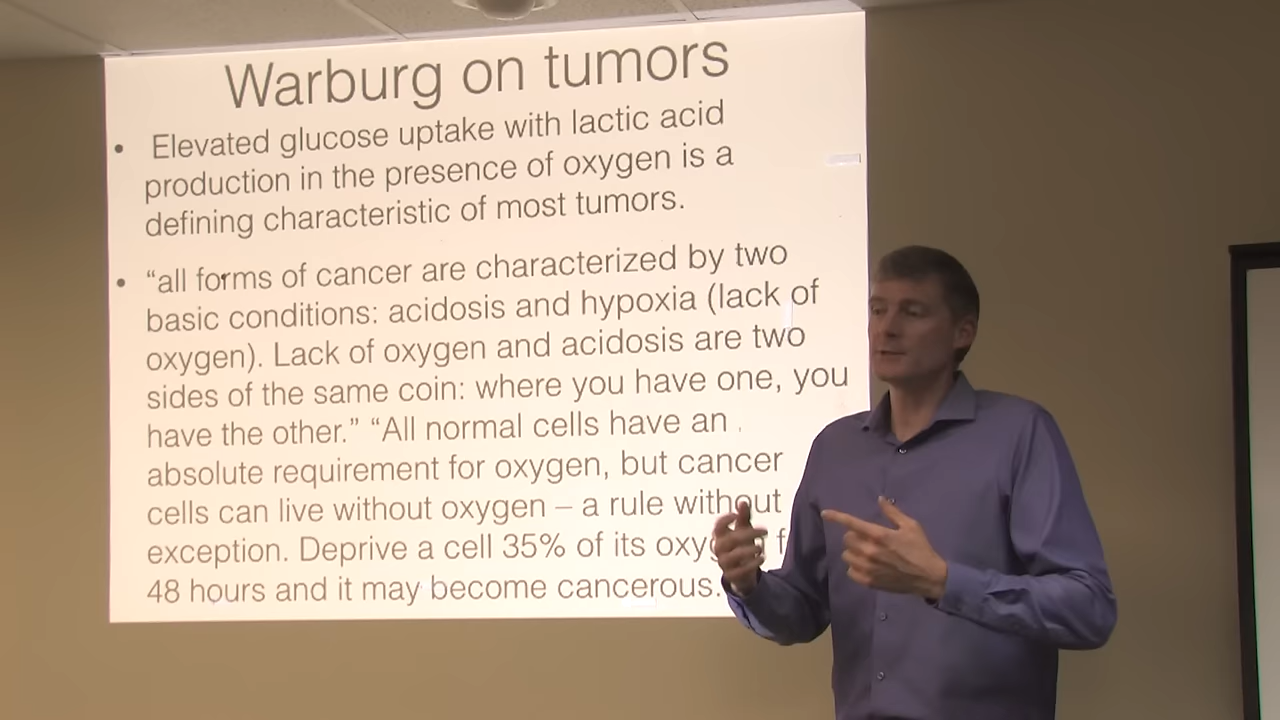 Warburg on tumors
• Elevated glucose uptake with lactic acid
production in the presence of oxygen is a
defining characteristic of most tumors.
• “all forms of cancer are characterized by two
basic conditions: acidosis and hypoxia (lack of
oxygen). Lack of oxygen and acidosis are two
sides of the same coin: where you have one, you
have the other.” “All normal cells have an
absolute requirement for oxygen, but cancer
cells can live without oxygen – a rule without
exception. Deprive a cell 35% of its
48 hours and it may become cancerous.